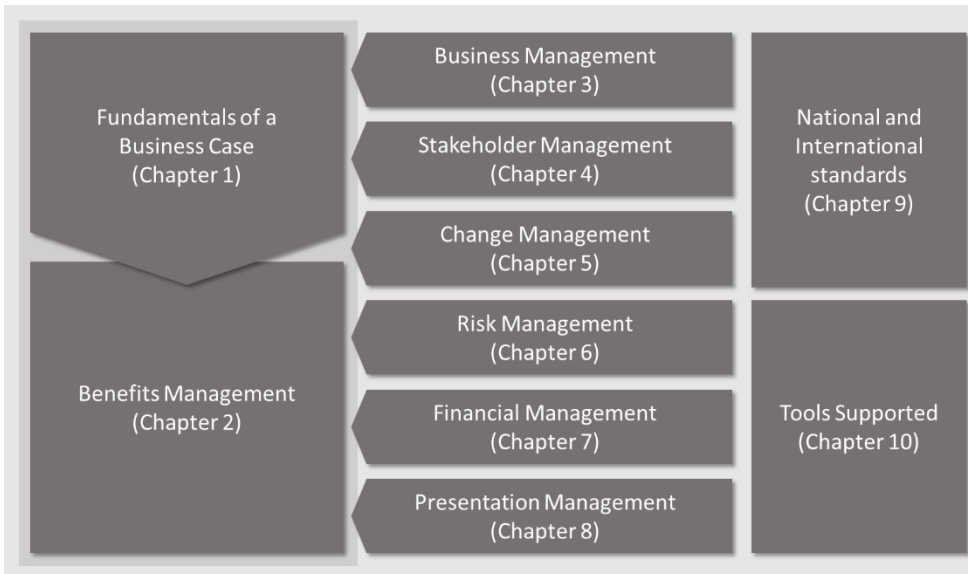 Fundamentals of a
Business Case
(Chapter 1)
Benefits Management
(Chapter 2)
Business Management
(Chapter 3)
Stakeholder Management
(Chapter 4)
Change Management
(Chapter 5)
Risk Management
(Chapter 6)
Financial Management
(Chapter 7)
Presentation Management
(Chapter 8)
National and
International
standards
(Chapter 9)
Tools Supported
(Chapter 10)